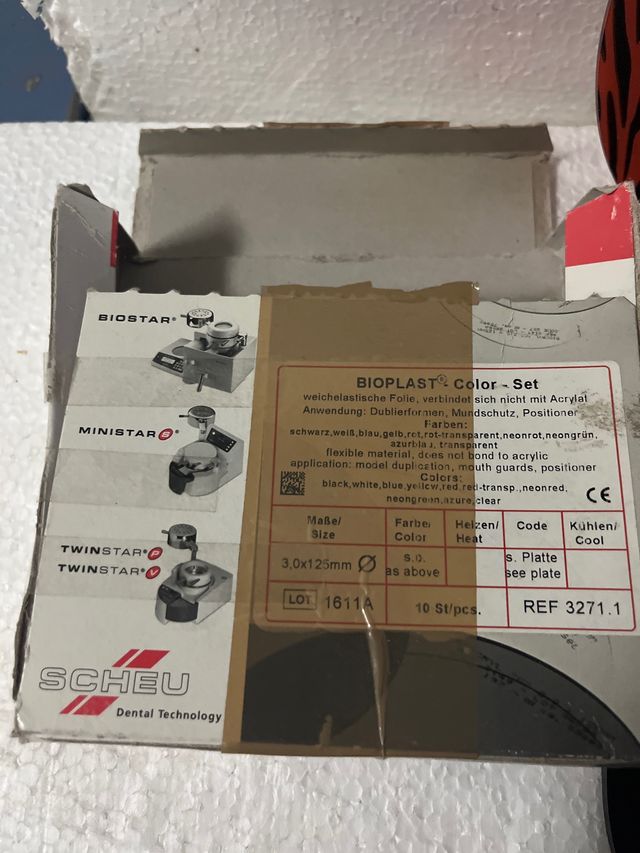 BIOSTAR®
MINISTAR S®
TWINSTAR P®
TWINSTAR V®
SCHEU
Dental Technology
BIOPLAST® - Color - Set
weichelastische Folie, verbindet sich nicht mit Acrylat
Anwendung: Dublierformen, Mundschutz, Positioner
Farben:
schwarz,weiß,blau,gelb,rot,rot-transparent,neonrot,neongrün,
azurblau, transparent
flexible material, does not bond to acrylic
application: model duplication, mouth guards, positioner
Colors:
black,white,blue,yellow,red,red-transp.,neonred,
neongreen,azure,clear
CE
Maße/ Farbe/ Heizen/ Code Kühlen/
Size Color Heat Cool
3,0x125mm Ø s.o. s. Platte
as above see plate
LOT 1611A 10 St/pcs. REF 3271.1